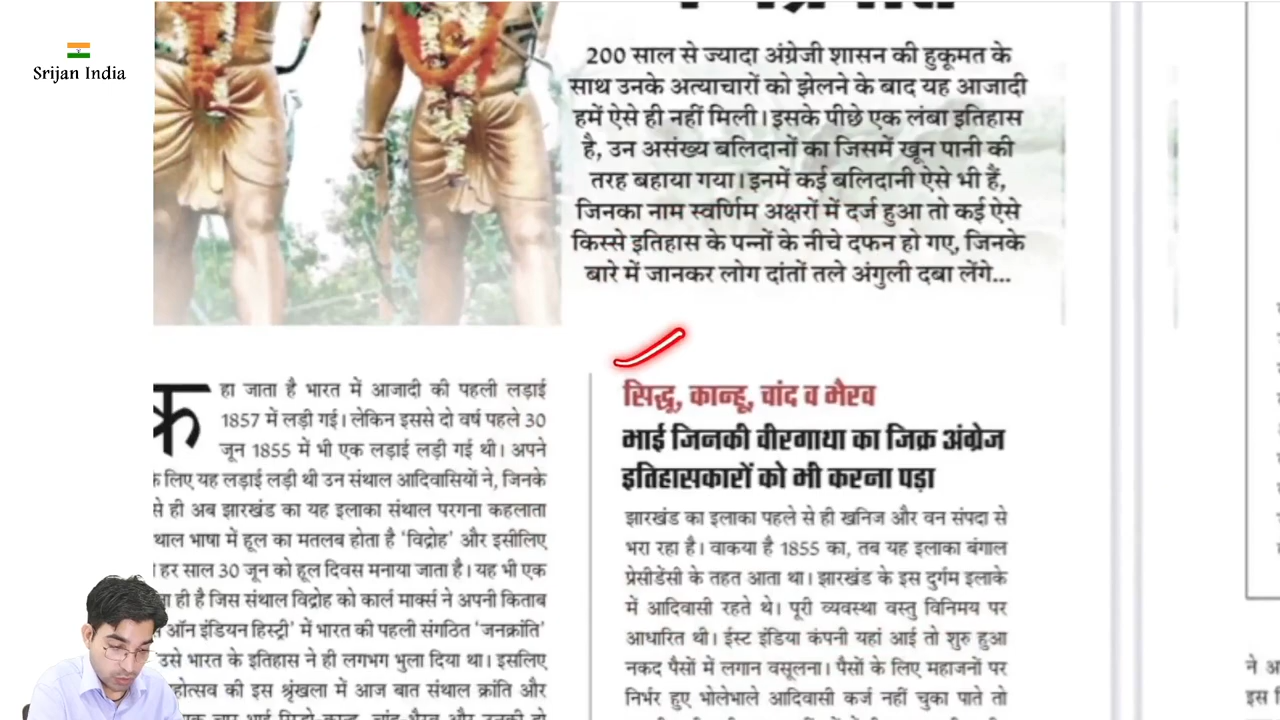 Srijan India
200 साल से ज्यादा अंग्रेजी शासन की हुकूमत के
साथ उनके अत्याचारों को झेलने के बाद यह आजादी
हमें ऐसे ही नहीं मिली। इसके पीछे एक लंबा इतिहास
है, उन असंख्य बलिदानों का जिसमें खून पानी की
तरह बहाया गया। इनमें कई बलिदानी ऐसे भी हैं,
जिनका नाम स्वर्णिम अक्षरों में दर्ज हुआ तो कई ऐसे
किस्से इतिहास के पन्नों के नीचे दफन हो गए, जिनके
बारे में जानकर लोग दांतों तले अंगुली दबा लेंगे...
कहा जाता है भारत में आजादी की पहली लड़ाई
1857 में लड़ी गई। लेकिन इससे दो वर्ष पहले 30
जून 1855 में भी एक लड़ाई लड़ी गई थी। अपने
लिए यह लड़ाई लड़ी थी उन संथाल आदिवासियों ने, जिनके
से ही अब झारखंड का यह इलाका संथाल परगना कहलाता
थाल भाषा में हूल का मतलब होता है 'विद्रोह' और इसीलिए
हर साल 30 जून को हूल दिवस मनाया जाता है। यह भी एक
ही है जिस संथाल विद्रोह को कार्ल मार्क्स ने अपनी किताब
ऑन इंडियन हिस्ट्री' में भारत की पहली संगठित 'जनक्रांति'
उसे भारत के इतिहास ने ही लगभग भुला दिया था। इसलिए
होत्सव की इस श्रृंखला में आज बात संथाल क्रांति और
सिद्धू, कान्हू, चांद व भैरव
भाई जिनकी वीरगाथा का जिक्र अंग्रेज
इतिहासकारों को भी करना पड़ा
झारखंड का इलाका पहले से ही खनिज और वन संपदा से
भरा रहा है। वाकया है 1855 का, तब यह इलाका बंगाल
प्रेसीडेंसी के तहत आता था। झारखंड के इस दुर्गम इलाके
में आदिवासी रहते थे। पूरी व्यवस्था वस्तु विनिमय पर
आधारित थी। ईस्ट इंडिया कंपनी यहां आई तो शुरु हुआ
नकद पैसों में लगान वसूलना। पैसों के लिए महाजनों पर
निर्भर हुए भोलेभाले आदिवासी कर्ज नहीं चुका पाते तो